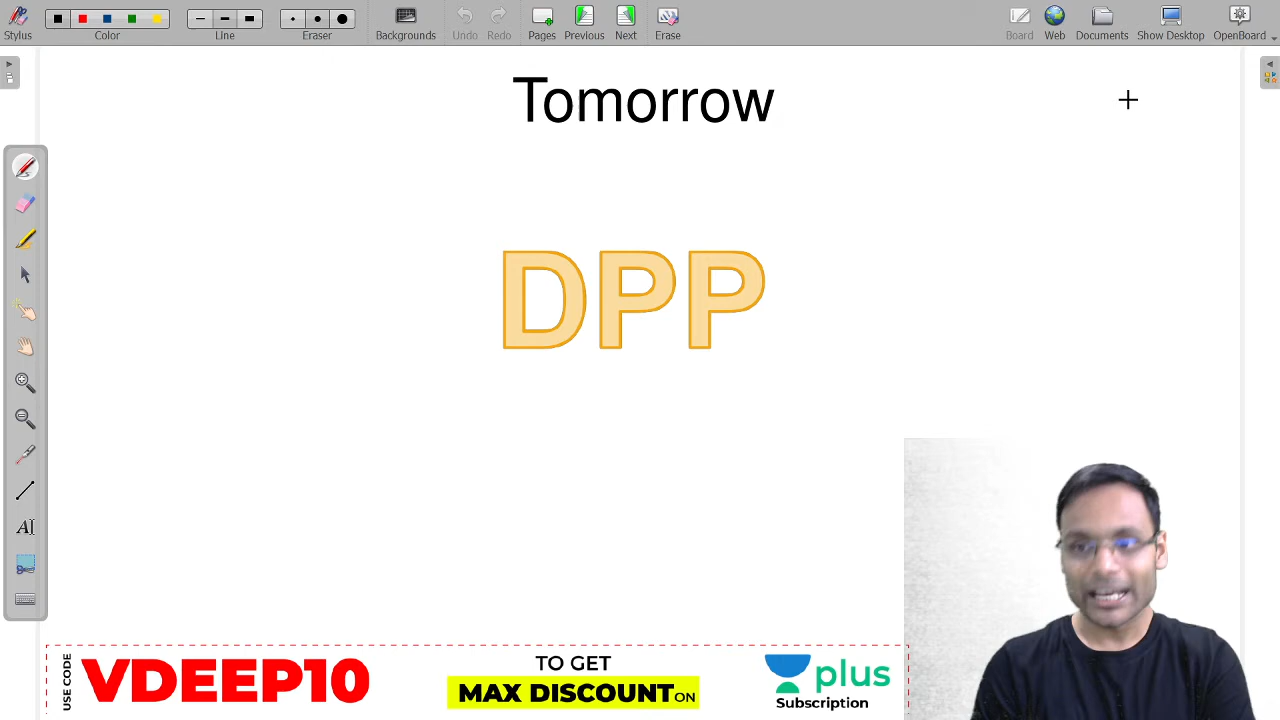 Stylus
Color
Line
Eraser
Backgrounds
Undo
Redo
Pages
Previous
Next
Erase
Board
Web
Documents
Show Desktop
OpenBoard
Tomorrow
DPP
AI
USE CODE
VDEEP10
TO GET
MAX DISCOUNT ON
plus
Subscription